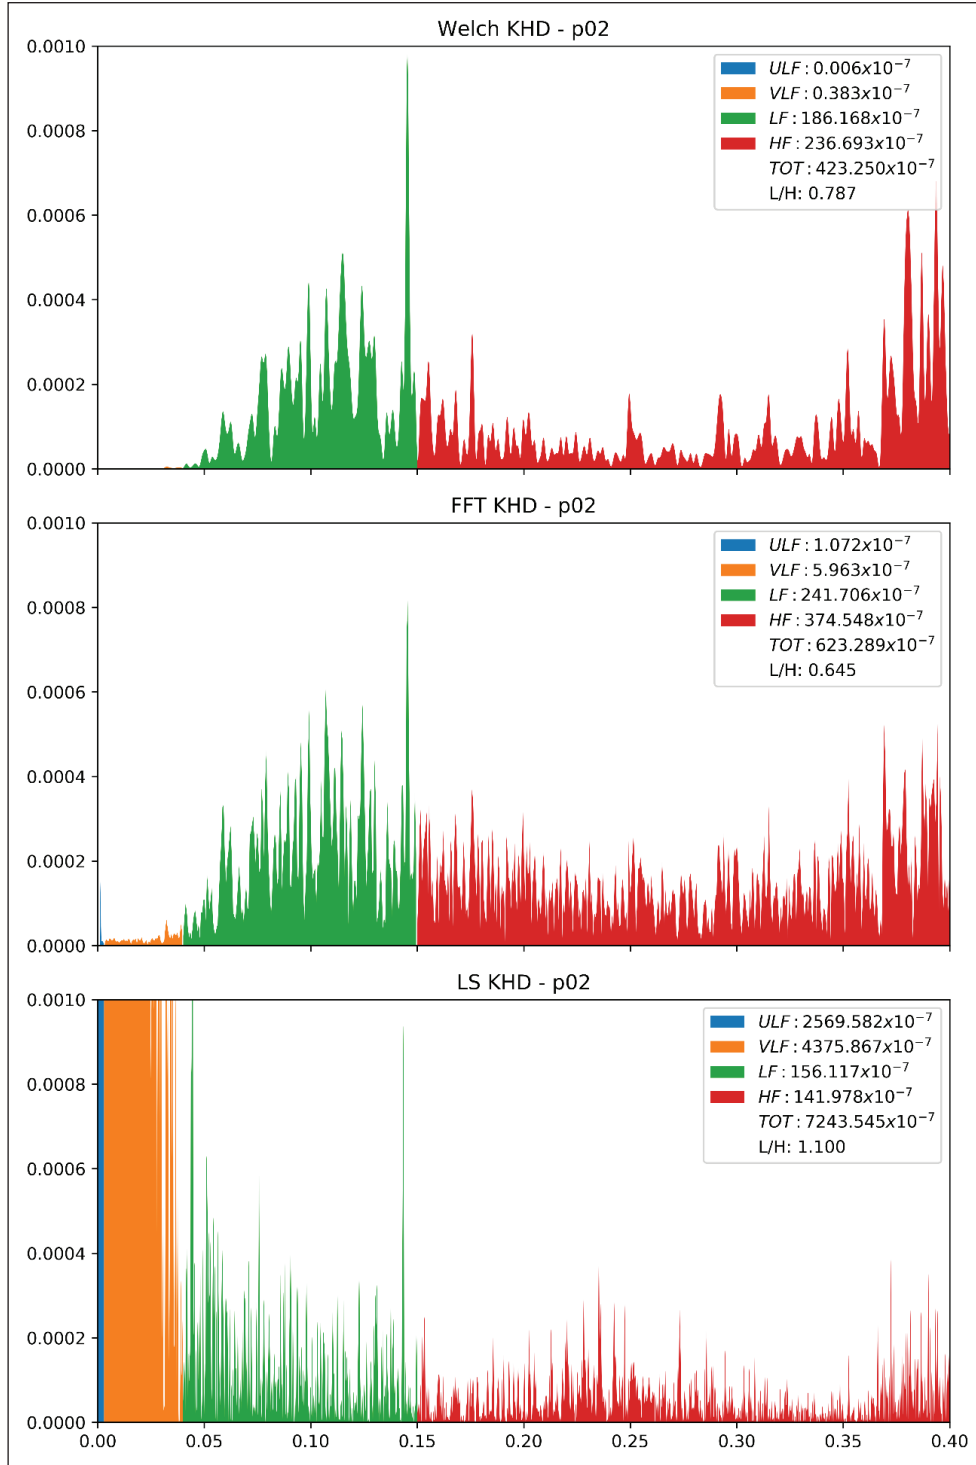 Welch KHD - p02
0.0010
0.0008
0.0006
0.0004
0.0002
0.0000
ULF : 0.006x10⁻⁷
VLF : 0.383x10⁻⁷
LF : 186.168x10⁻⁷
HF : 236.693x10⁻⁷
TOT : 423.250x10⁻⁷
L/H: 0.787
FFT KHD - p02
0.0010
0.0008
0.0006
0.0004
0.0002
0.0000
ULF : 1.072x10⁻⁷
VLF : 5.963x10⁻⁷
LF : 241.706x10⁻⁷
HF : 374.548x10⁻⁷
TOT : 623.289x10⁻⁷
L/H: 0.645
LS KHD - p02
0.0010
0.0008
0.0006
0.0004
0.0002
0.0000
ULF : 2569.582x10⁻⁷
VLF : 4375.867x10⁻⁷
LF : 156.117x10⁻⁷
HF : 141.978x10⁻⁷
TOT : 7243.545x10⁻⁷
L/H: 1.100
0.00 0.05 0.10 0.15 0.20 0.25 0.30 0.35 0.40